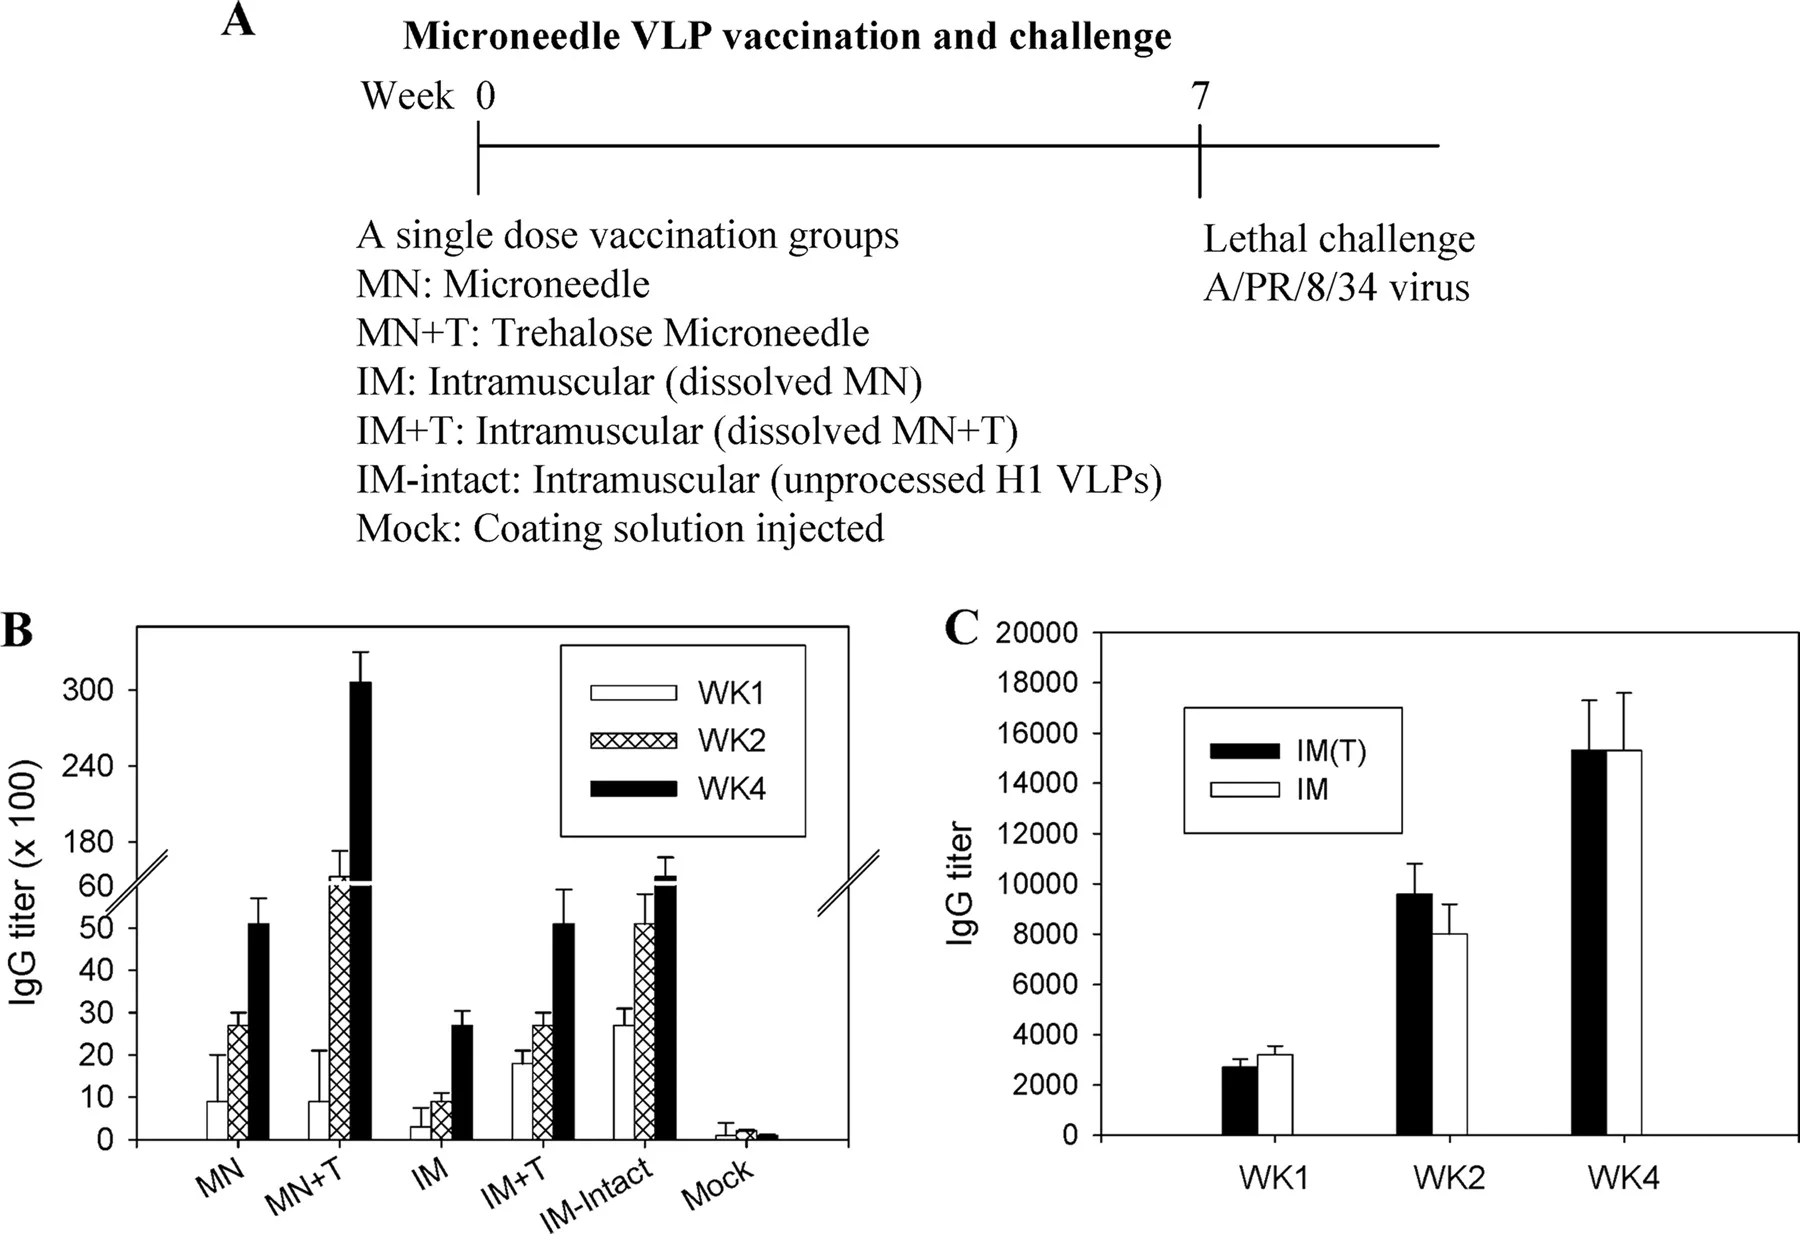 A
Microneedle VLP vaccination and challenge
Week 0 7
A single dose vaccination groups
MN: Microneedle
MN+T: Trehalose Microneedle
IM: Intramuscular (dissolved MN)
IM+T: Intramuscular (dissolved MN+T)
IM-intact: Intramuscular (unprocessed H1 VLPs)
Mock: Coating solution injected
Lethal challenge
A/PR/8/34 virus
B
IgG titer (x 100)
300
240
180
60
50
40
30
20
10
0
WK1
WK2
WK4
MN
MN+T
IM
IM+T
IM-Intact
Mock
C
IgG titer
20000
18000
16000
14000
12000
10000
8000
6000
4000
2000
0
IM(T)
IM
WK1
WK2
WK4